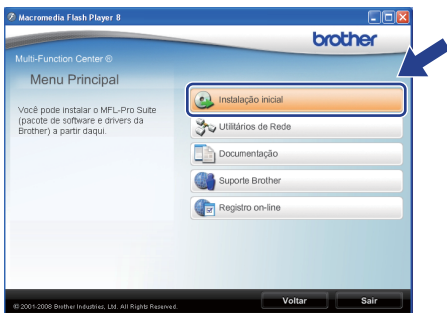 Macromedia Flash Player 8
brother
Multi-Function Center ®
Menu Principal
Você pode instalar o MFL-Pro Suite
(pacote de software e drivers da
Brother) a partir daqui.
Instalação inicial
Utilitários de Rede
Documentação
Suporte Brother
Registro on-line
© 2001-2008 Brother Industries, Ltd. All Rights Reserved.
Voltar
Sair